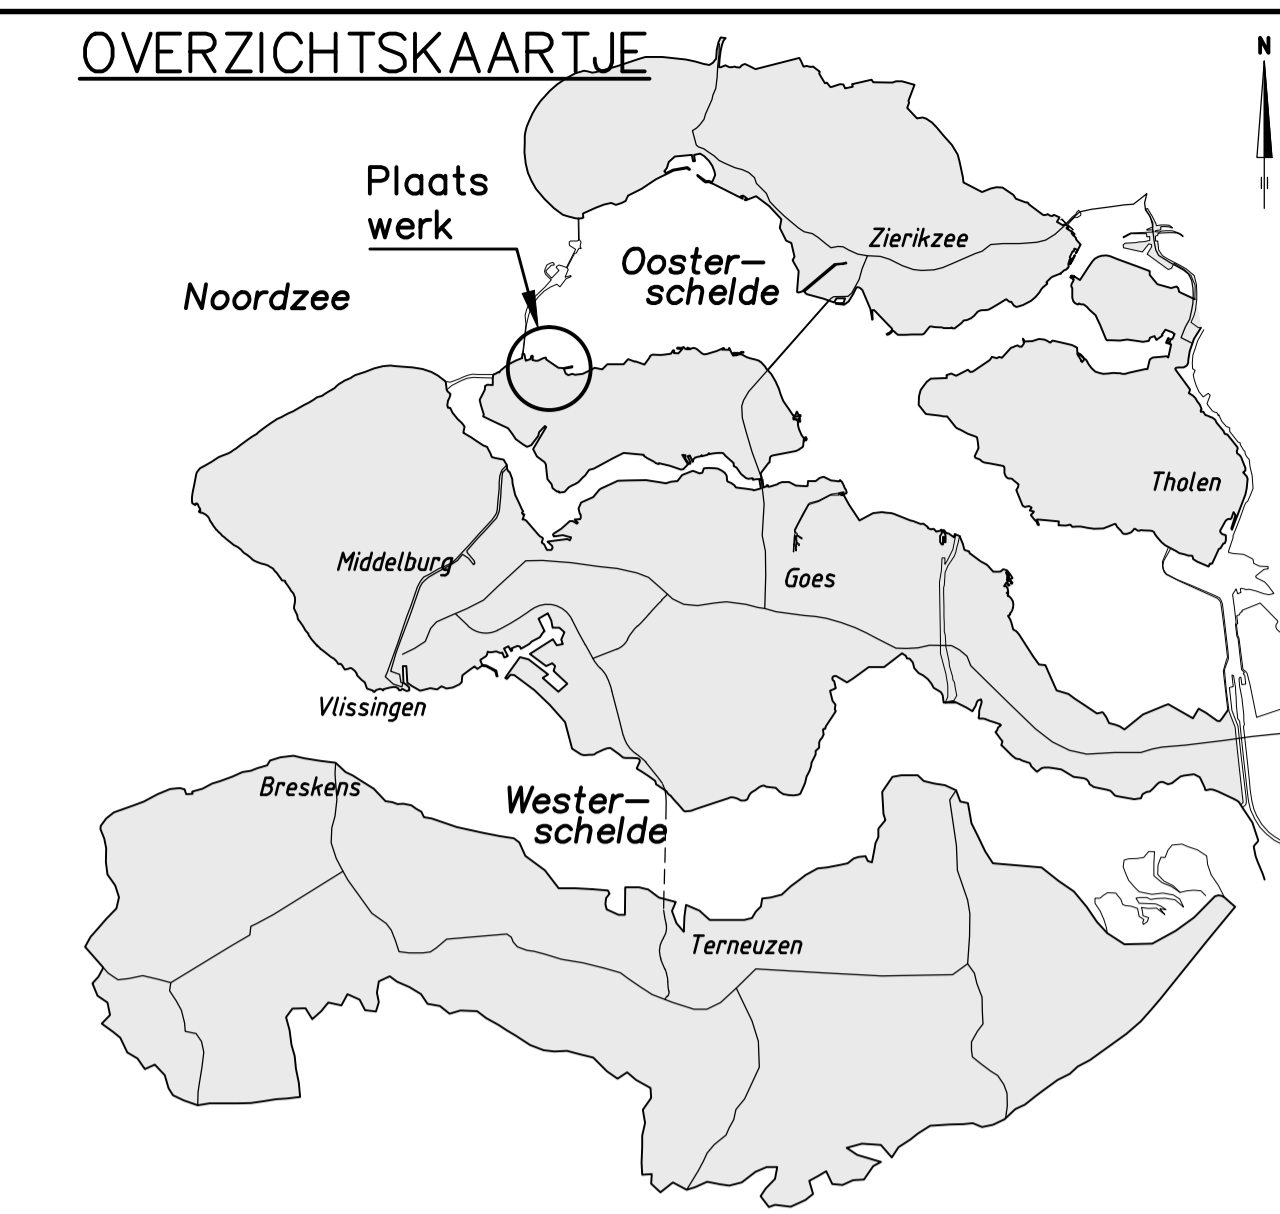 OVERZICHTSKAARTJE
N
Plaats
werk
Zierikzee
Ooster-
schelde
Noordzee
Tholen
Middelburg
Goes
Vlissingen
Breskens
Wester-
schelde
Terneuzen